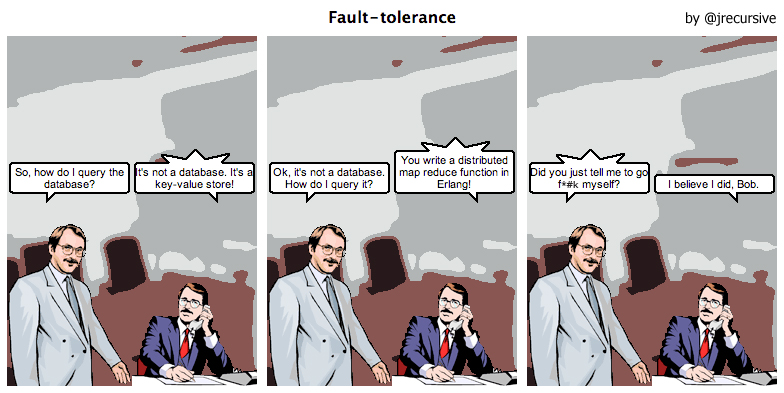 Fault-tolerance
by @jrecursive
So, how do I query the
database?
It's not a database. It's a
key-value store!
Ok, it's not a database.
How do I query it?
You write a distributed
map reduce function in
Erlang!
Did you just tell me to go
f*#k myself?
I believe I did, Bob.